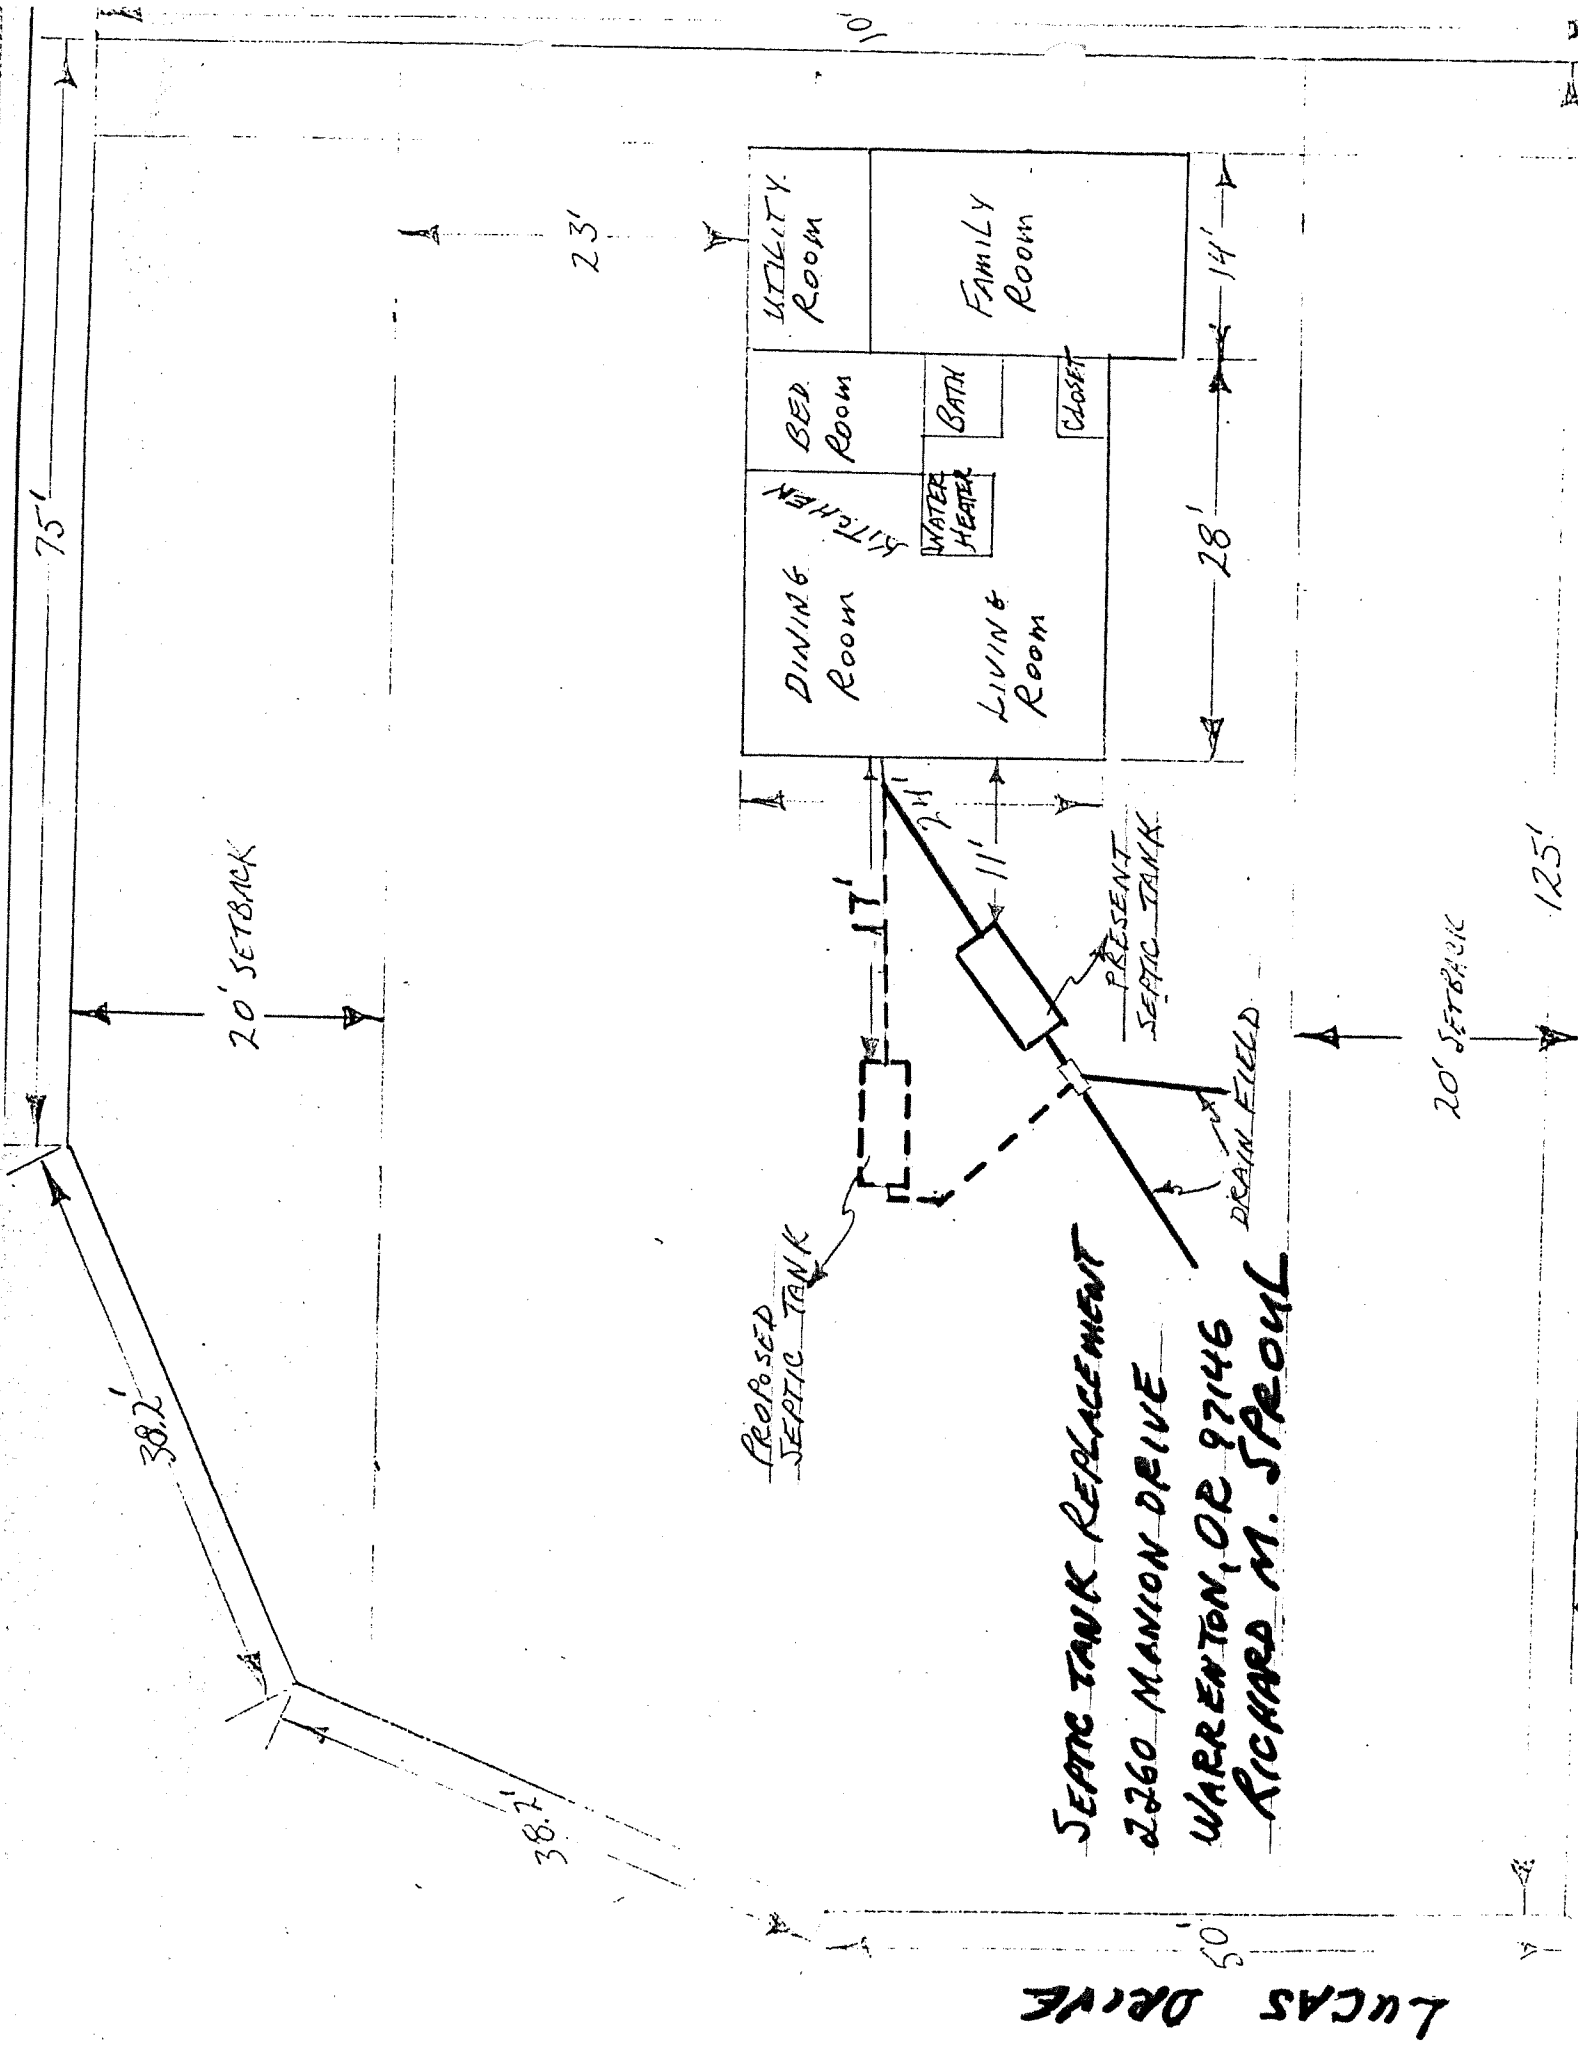 75'
38.2'
38.2'
20' SETBACK
23'
10'
UTILITY
ROOM
FAMILY
ROOM
BED
ROOM
BATH
CLOSET
KITCHEN
WATER
HEATER
DINING
ROOM
LIVING
ROOM
14'
28'
24'
17'
11'
PRESENT
SEPTIC TANK
PROPOSED
SEPTIC TANK
DRAIN FIELD
20' SETBACK
125'
SEPTIC TANK REPLACEMENT
2260 MANION DRIVE
WARRENTON, OR 97146
RICHARD M. SPROUL
50'
LUCAS DRIVE